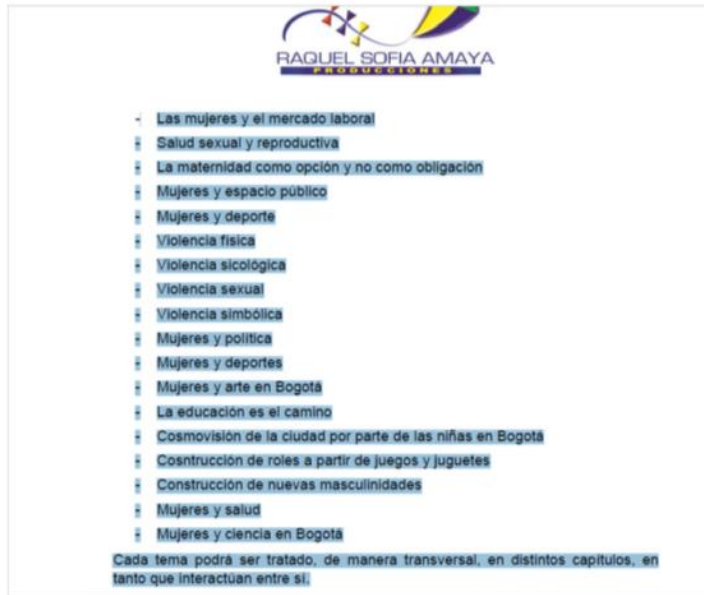 RAQUEL SOFIA AMAYA
PRODUCCIONES
- Las mujeres y el mercado laboral
- Salud sexual y reproductiva
- La maternidad como opción y no como obligación
- Mujeres y espacio público
- Mujeres y deporte
- Violencia física
- Violencia sicológica
- Violencia sexual
- Violencia simbólica
- Mujeres y política
- Mujeres y deportes
- Mujeres y arte en Bogotá
- La educación es el camino
- Cosmovisión de la ciudad por parte de las niñas en Bogotá
- Cosntrucción de roles a partir de juegos y juguetes
- Construcción de nuevas masculinidades
- Mujeres y salud
- Mujeres y ciencia en Bogotá
Cada tema podrá ser tratado, de manera transversal, en distintos capítulos, en
tanto que interactúan entre sí.